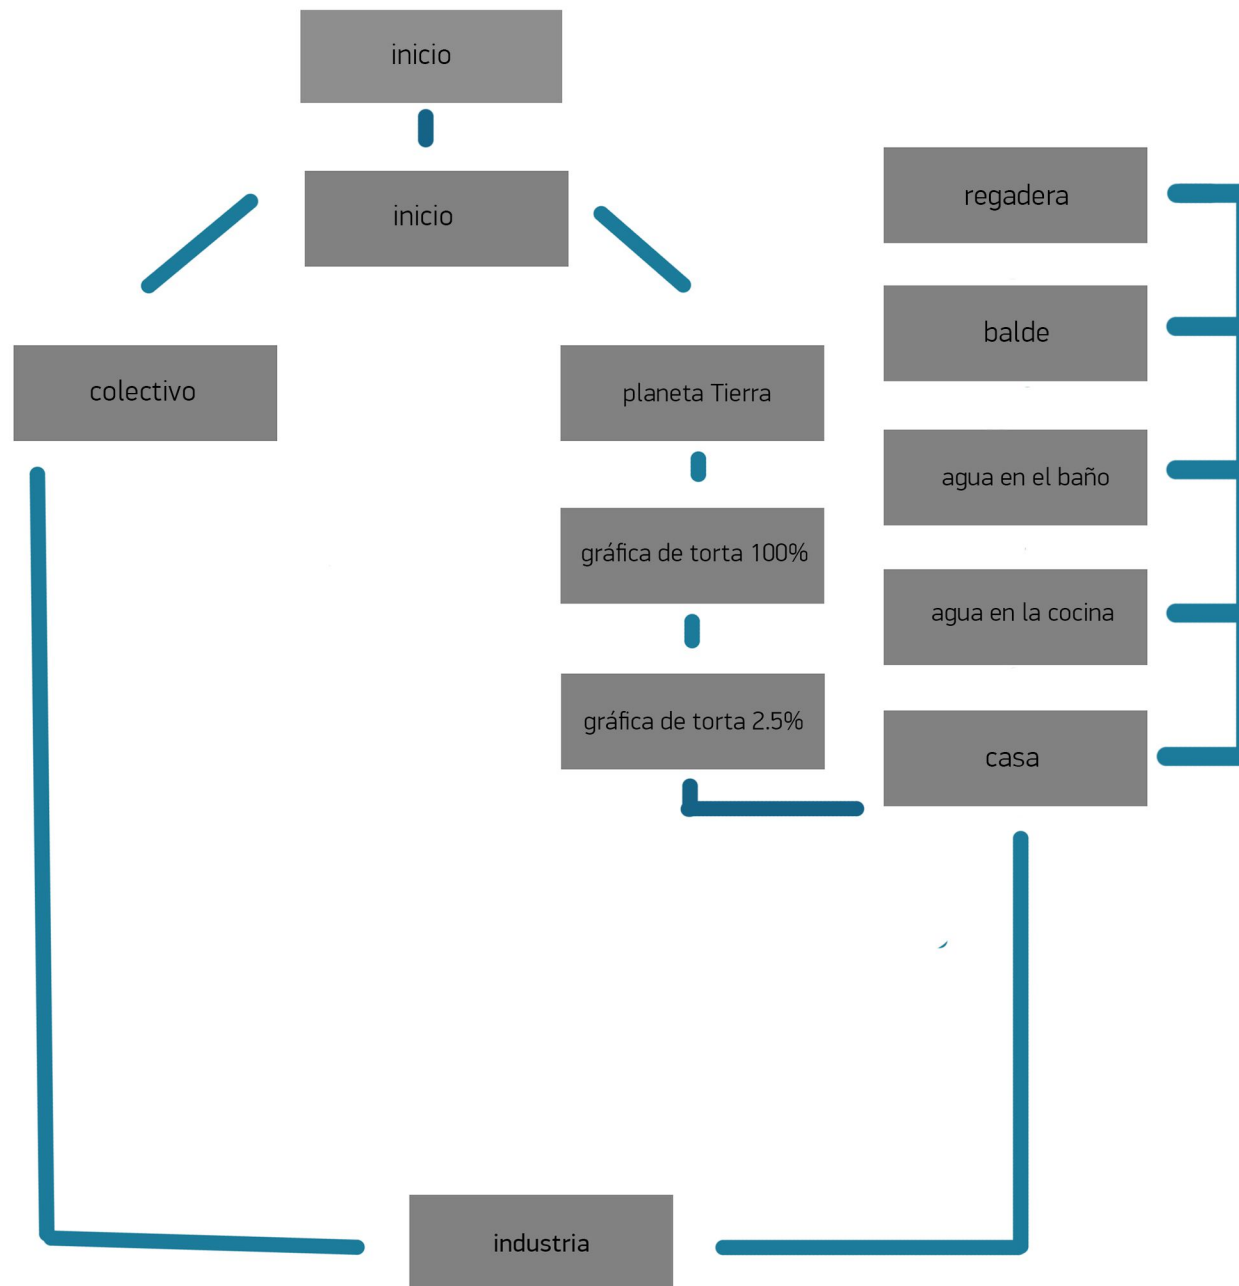 inicio
inicio
colectivo
planeta Tierra
gráfica de torta 100%
gráfica de torta 2.5%
regadera
balde
agua en el baño
agua en la cocina
casa
industria